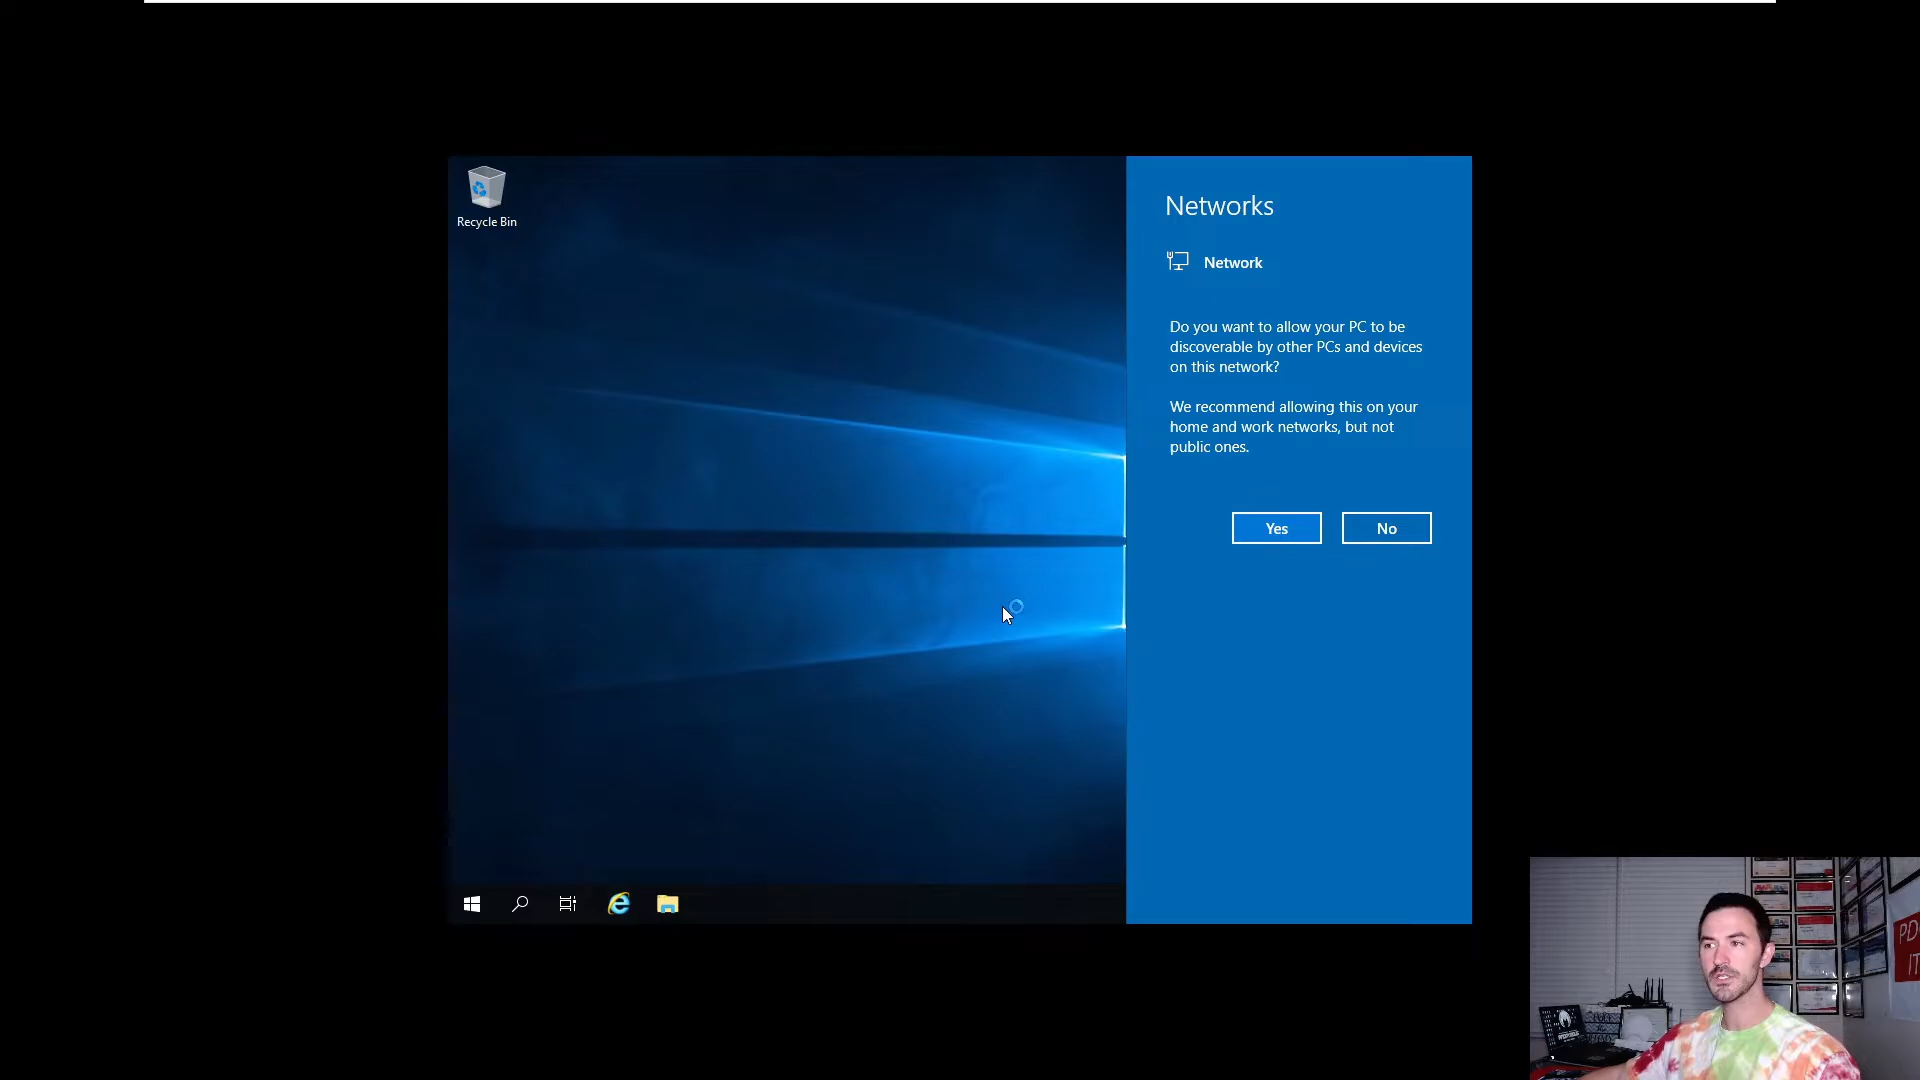 Recycle Bin
Networks
Network
Do you want to allow your PC to be
discoverable by other PCs and devices
on this network?
We recommend allowing this on your
home and work networks, but not
public ones.
Yes
No
PD
IT